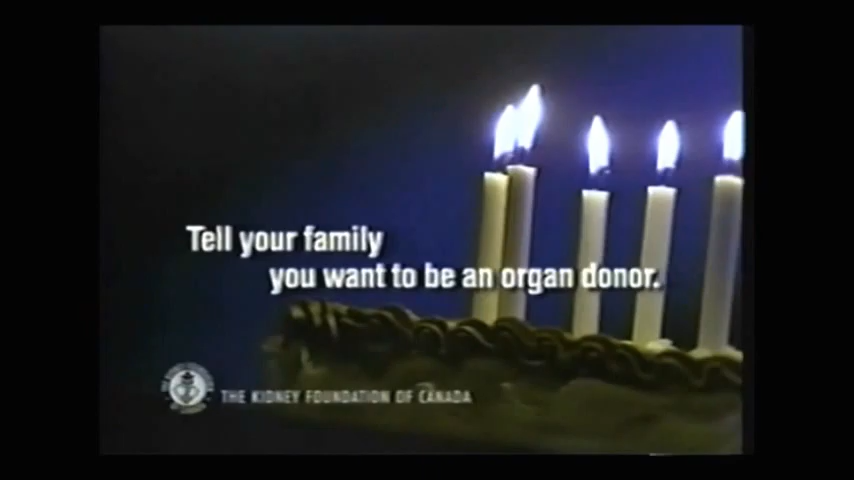 Tell your family
you want to be an organ donor.
THE KIDNEY FOUNDATION OF CANADA